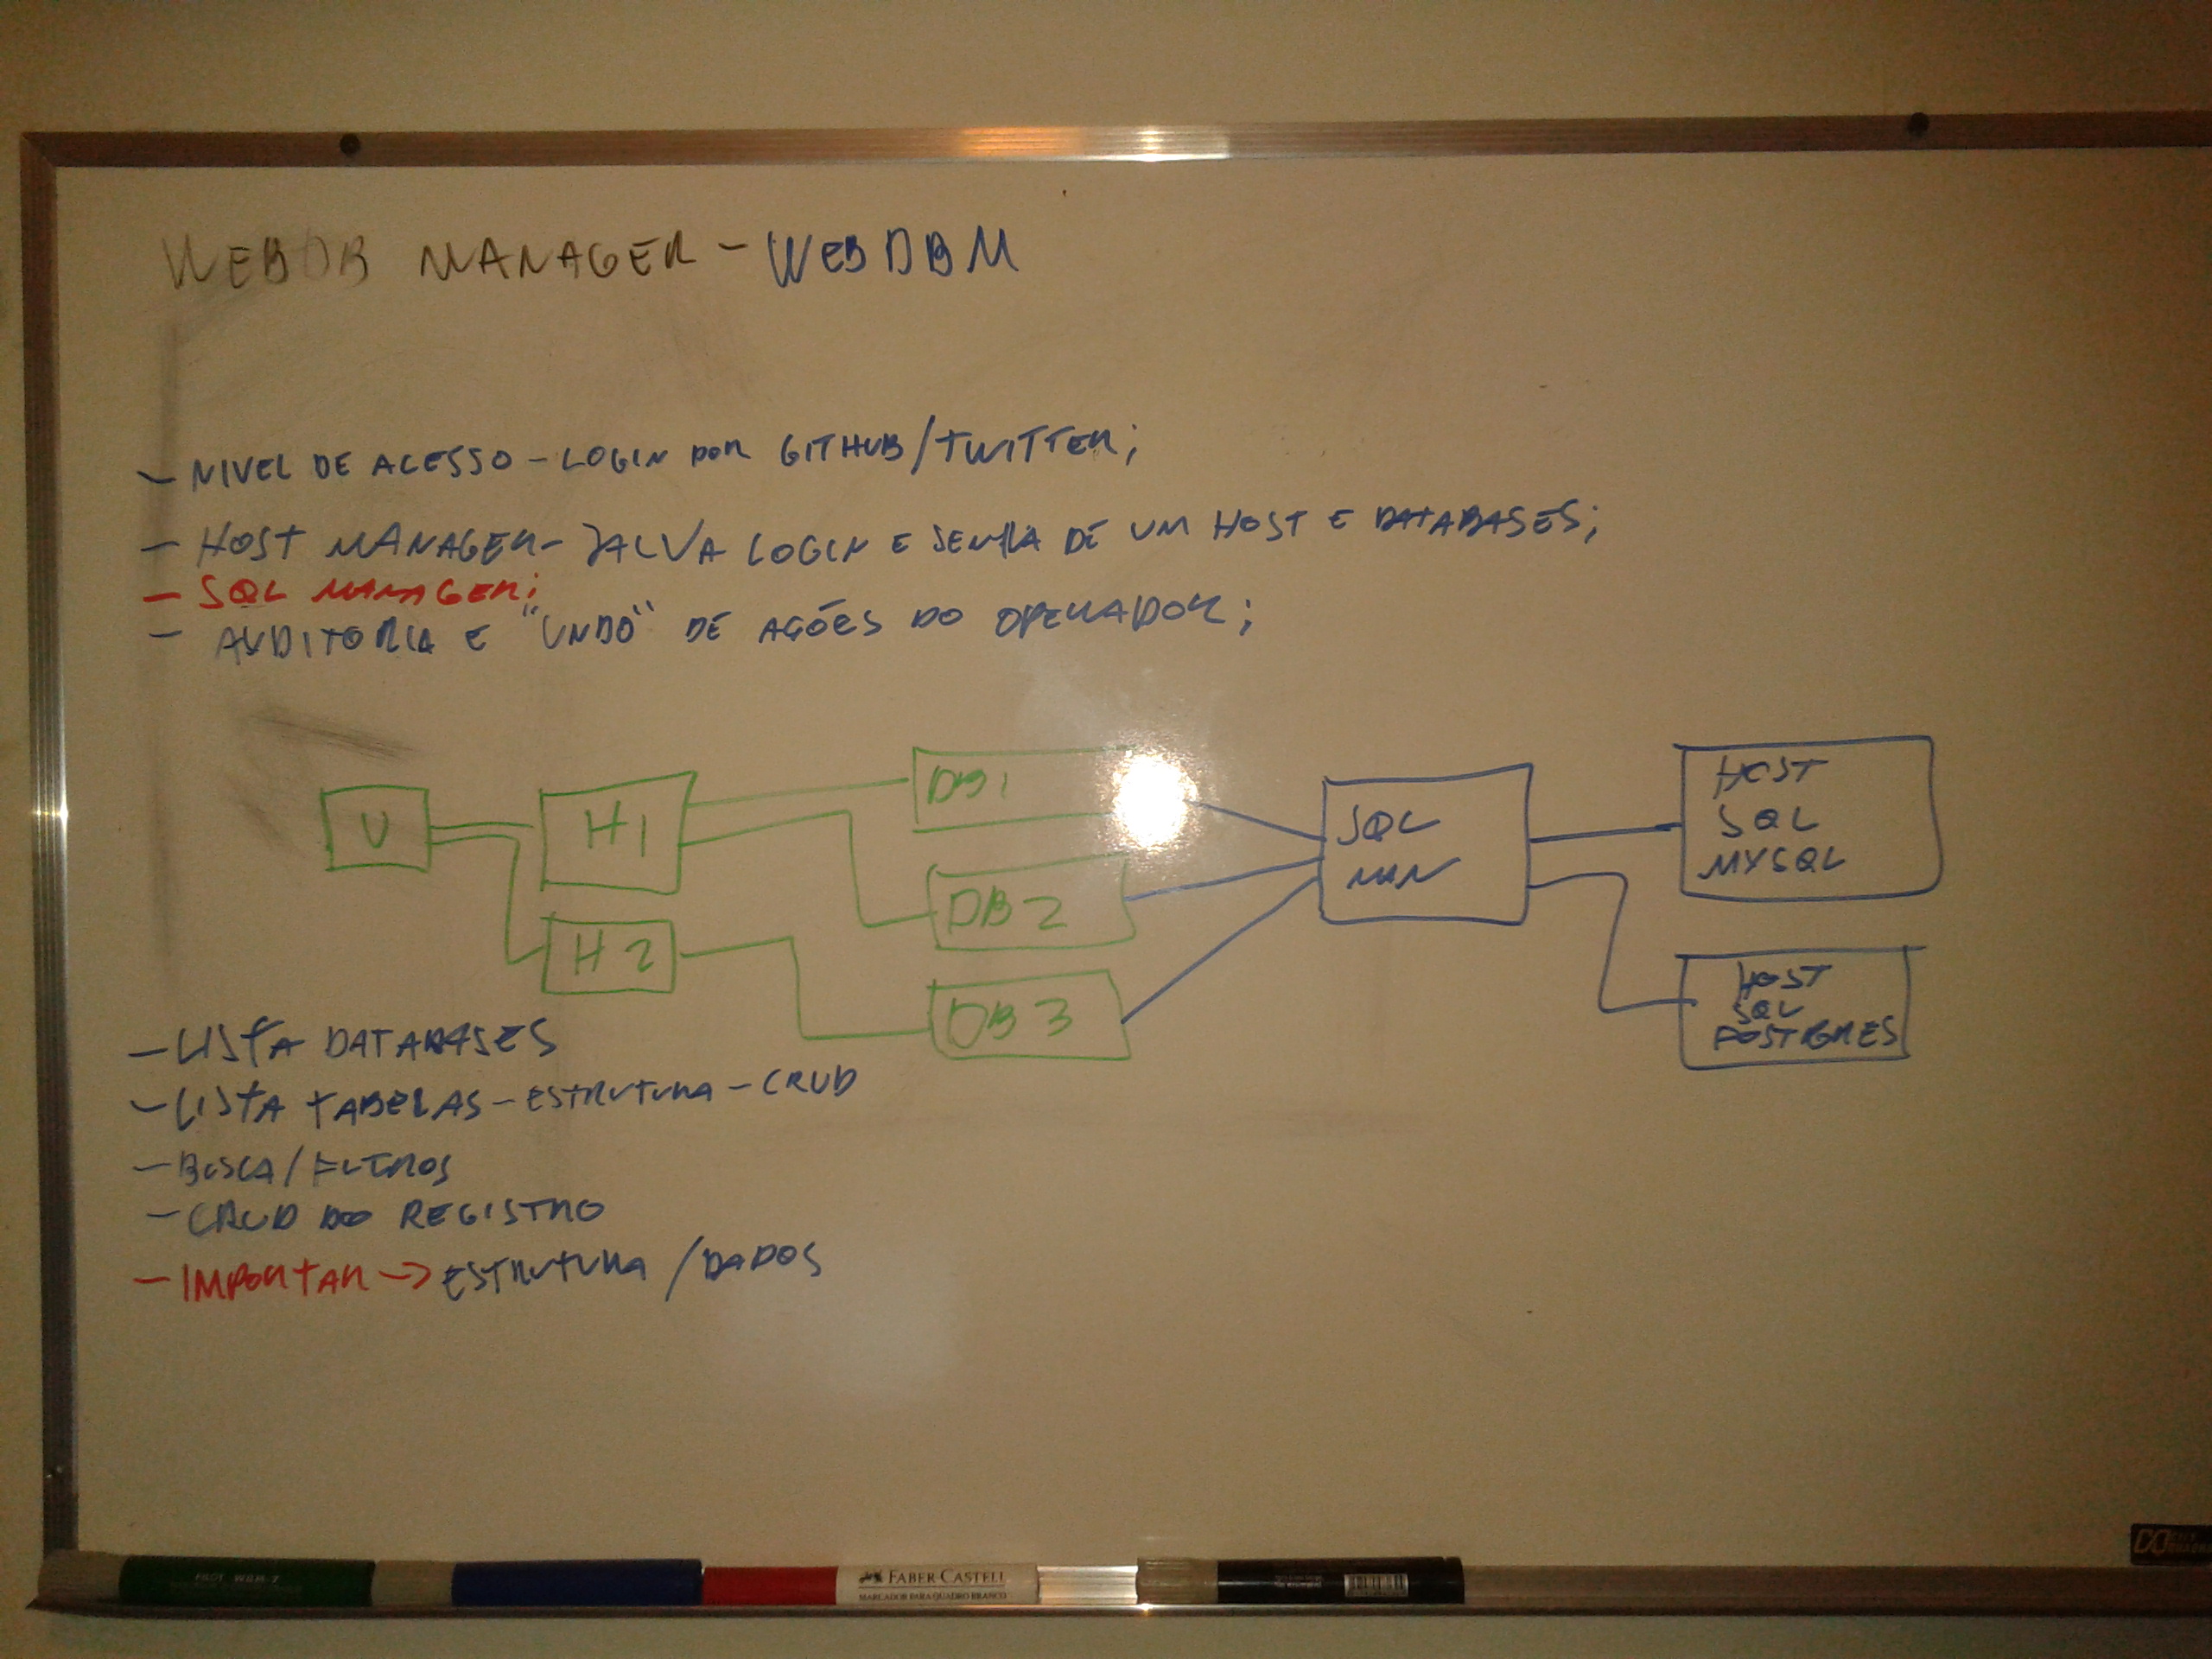 WEBDB MANAGER - WEBDBM
- NIVEL DE ACESSO - LOGIN POR GITHUB/TWITTER;
- HOST MANAGER - SALVA LOGIN E SENHA DE UM HOST E DATABASES;
- SQL MANAGER;
- AUDITORIA E "UNDO" DE AÇÕES DO OPERADOR;
U
H1
H2
DB1
DB2
DB3
SQL
MAN
HOST
SQL
MYSQL
HOST
SQL
POSTGRES
- LISTA DATABASES
- LISTA TABELAS - ESTRUTURA - CRUD
- BUSCA/FILTROS
- CRUD DO REGISTRO
- IMPORTAR -> ESTRUTURA/DADOS
PILOT WBM-7
FABER-CASTELL
MARCADOR PARA QUADRO BRANCO